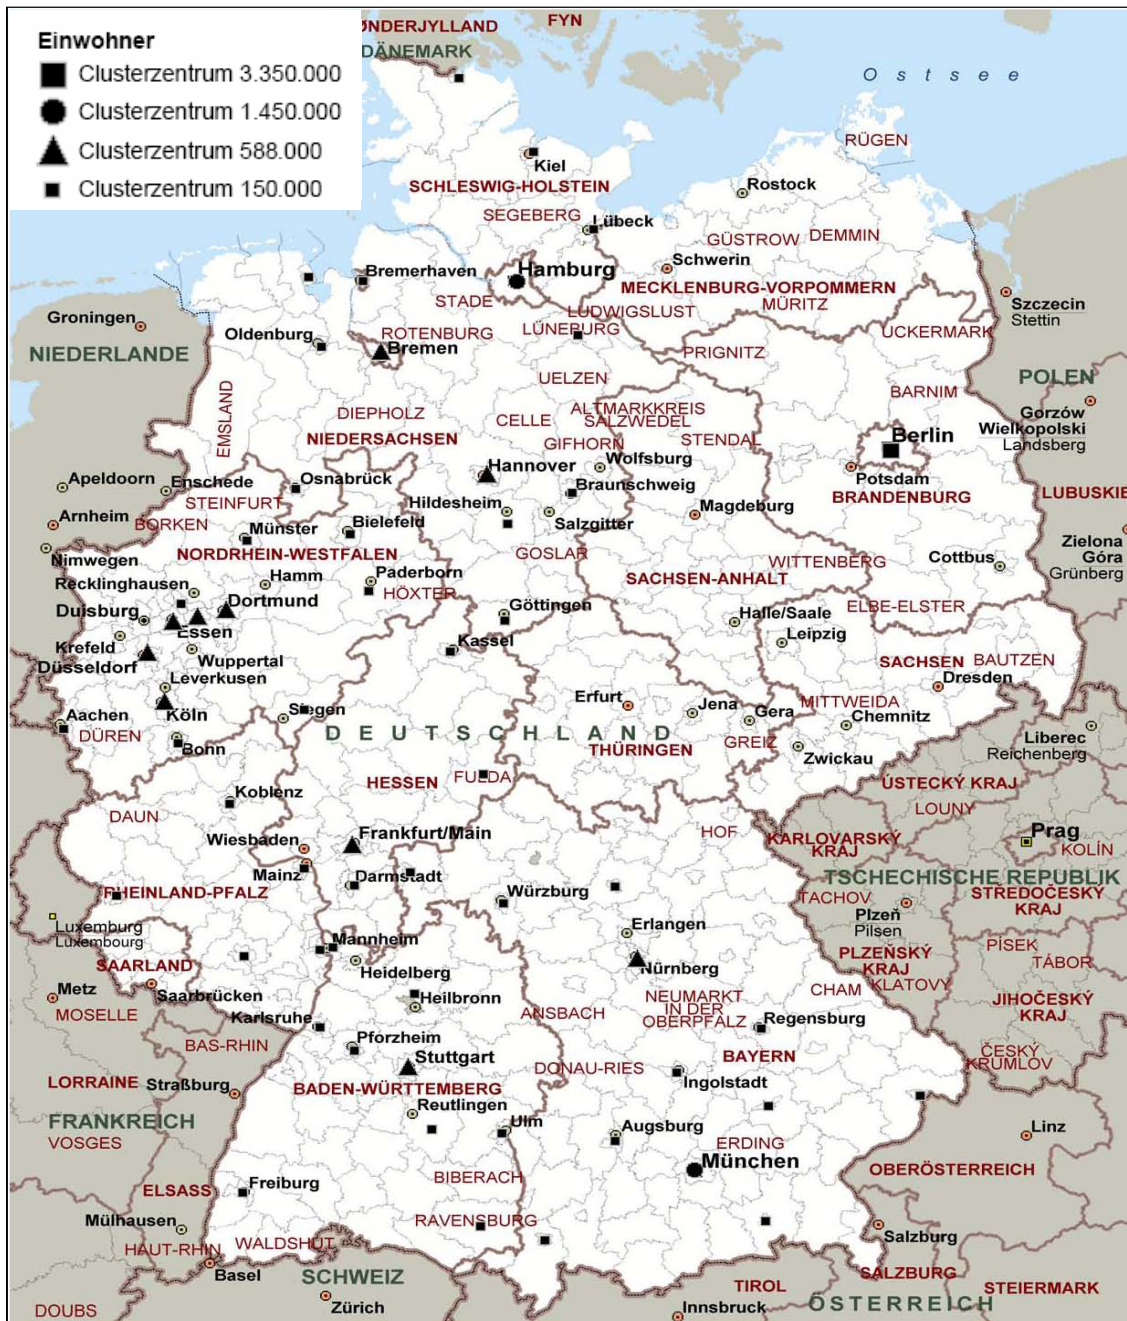 Einwohner
Clusterzentrum 3.350.000
Clusterzentrum 1.450.000
Clusterzentrum 588.000
Clusterzentrum 150.000
ØNDERJYLLAND
FYN
DÄNEMARK
Ostsee
RÜGEN
Kiel
SCHLESWIG-HOLSTEIN
Rostock
SEGEBERG
Lübeck
GÜSTROW
DEMMIN
Schwerin
Bremerhaven
Hamburg
MECKLENBURG-VORPOMMERN
STADE
MÜRITZ
LUDWIGSLUST
Szczecin
Stettin
Groningen
Oldenburg
ROTENBURG
LÜNEBURG
UCKERMARK
NIEDERLANDE
Bremen
PRIGNITZ
UELZEN
POLEN
BARNIM
EMSLAND
DIEPHOLZ
CELLE
ALTMARKKREIS
SALZWEDEL
Gorzów
Wielkopolski
Landsberg
NIEDERSACHSEN
GIFHORN
STENDAL
Berlin
Hannover
Wolfsburg
Apeldoorn
Enschede
Osnabrück
Potsdam
Braunschweig
BRANDENBURG
LUBUSKIE
STEINFURT
Hildesheim
Magdeburg
Arnheim
BORKEN
Münster
Bielefeld
Salzgitter
Zielona
Góra
Grünberg
Nimwegen
NORDRHEIN-WESTFALEN
GOSLAR
WITTENBERG
Cottbus
Recklinghausen
Hamm
Paderborn
HÖXTER
SACHSEN-ANHALT
Duisburg
Dortmund
Göttingen
Halle/Saale
ELBE-ELSTER
Essen
Krefeld
Kassel
Leipzig
Düsseldorf
Wuppertal
SACHSEN
BAUTZEN
Leverkusen
Dresden
Erfurt
MITTWEIDA
Köln
Siegen
Jena
Gera
Chemnitz
Aachen
DÜREN
DEUTSCHLAND
Liberec
Reichenberg
Bonn
THÜRINGEN
GREIZ
Zwickau
HESSEN
FULDA
ÚSTECKÝ KRAJ
Koblenz
LOUNY
DAUN
Wiesbaden
Frankfurt/Main
HOF
KARLOVARSKÝ
KRAJ
Prag
KOLÍN
Mainz
Darmstadt
TSCHECHISCHE REPUBLIK
RHEINLAND-PFALZ
Würzburg
TACHOV
STREDOČESKÝ
KRAJ
Luxemburg
Luxembourg
Plzeň
Pilsen
Erlangen
Mannheim
PLZEŇSKÝ
KRAJ
PÍSEK
TÁBOR
SAARLAND
Heidelberg
Nürnberg
KLATOVY
CHAM
Metz
MOSELLE
Saarbrücken
Heilbronn
NEUMARKT
IN DER
OBERPFALZ
JIHOČESKÝ
KRAJ
ANSBACH
Karlsruhe
Regensburg
BAS-RHIN
Pforzheim
Stuttgart
ČESKÝ
KRUMLOV
DONAU-RIES
BAYERN
LORRAINE
Straßburg
BADEN-WÜRTTEMBERG
Ingolstadt
FRANKREICH
VOSGES
Reutlingen
Ulm
Augsburg
ERDING
Linz
München
OBERÖSTERREICH
ELSASS
Freiburg
BIBERACH
Mülhausen
RAVENSBURG
HAUT-RHIN
WALDSHUT
Salzburg
Basel
SCHWEIZ
SALZBURG
TIROL
STEIERMARK
DOUBS
Zürich
Innsbruck
ÖSTERREICH